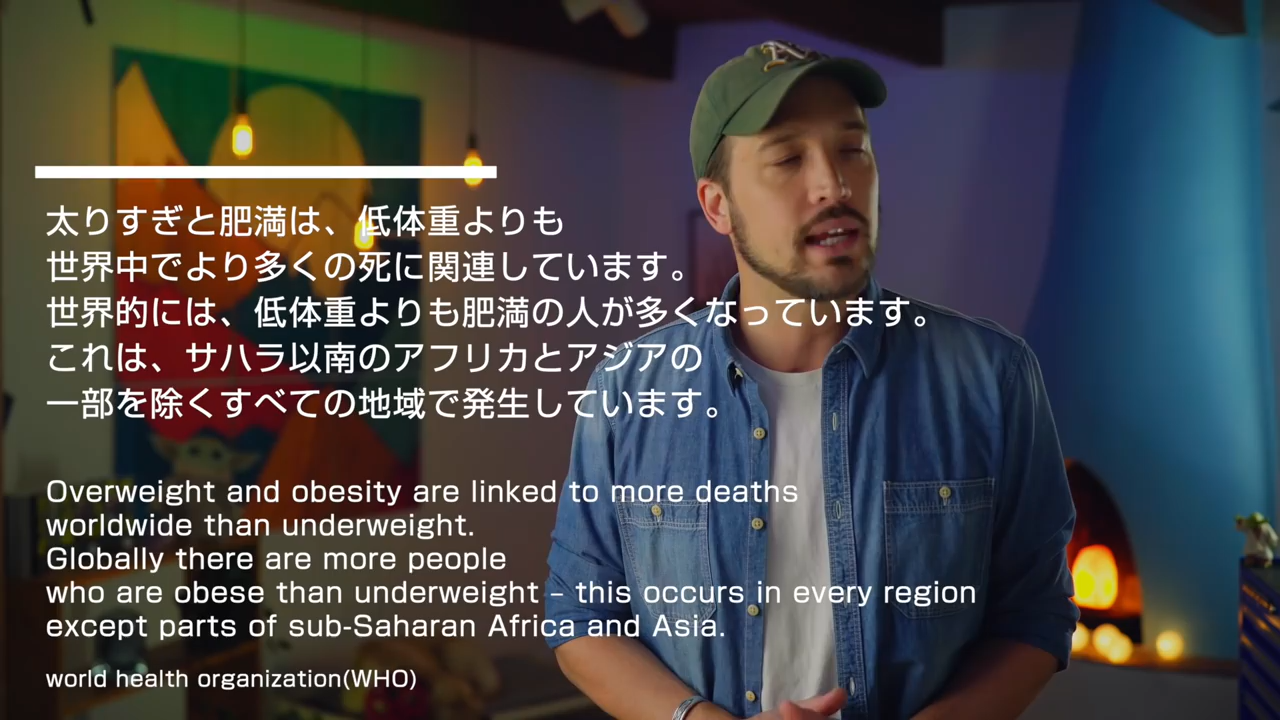 太りすぎと肥満は、低体重よりも
世界中でより多くの死に関連しています。
世界的には、低体重よりも肥満の人が多くなっています。
これは、サハラ以南のアフリカとアジアの
一部を除くすべての地域で発生しています。
Overweight and obesity are linked to more deaths
worldwide than underweight.
Globally there are more people
who are obese than underweight – this occurs in every region
except parts of sub-Saharan Africa and Asia.
world health organization(WHO)